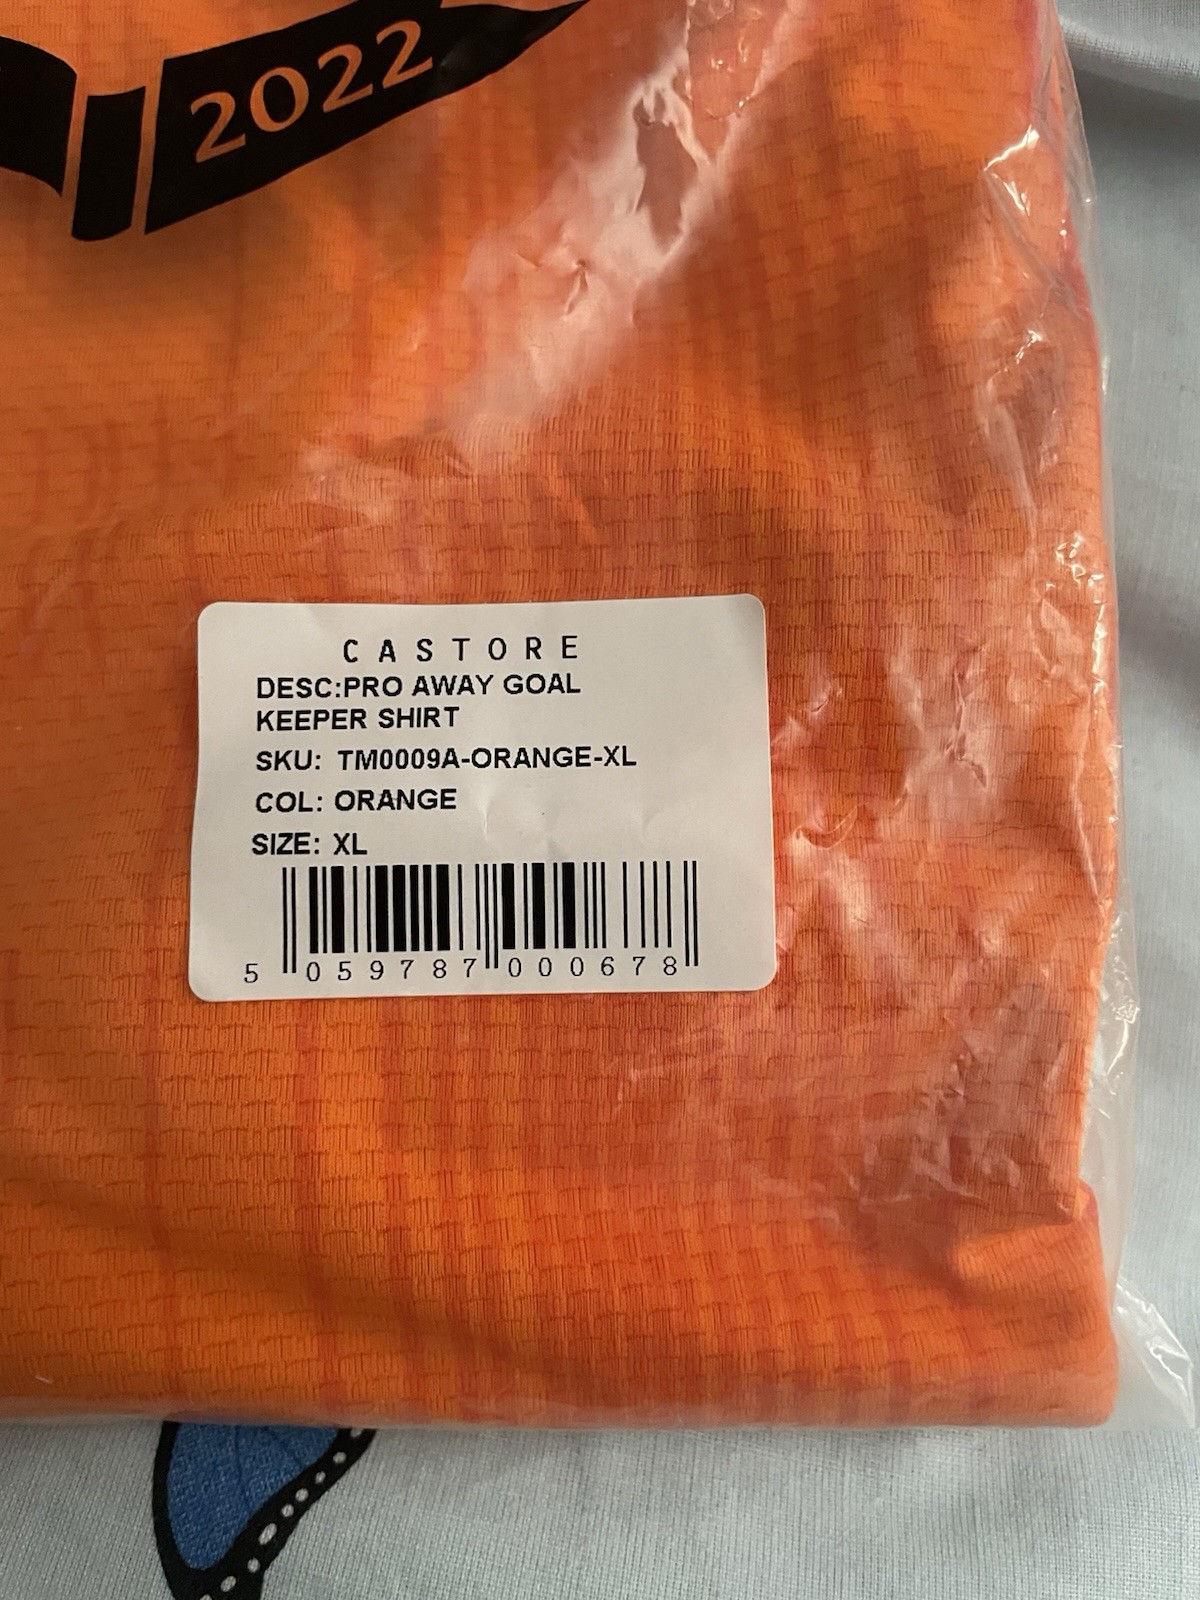 2022
CASTORE
DESC:PRO AWAY GOAL
KEEPER SHIRT
SKU: TM0009A-ORANGE-XL
COL: ORANGE
SIZE: XL
5 059787 000678